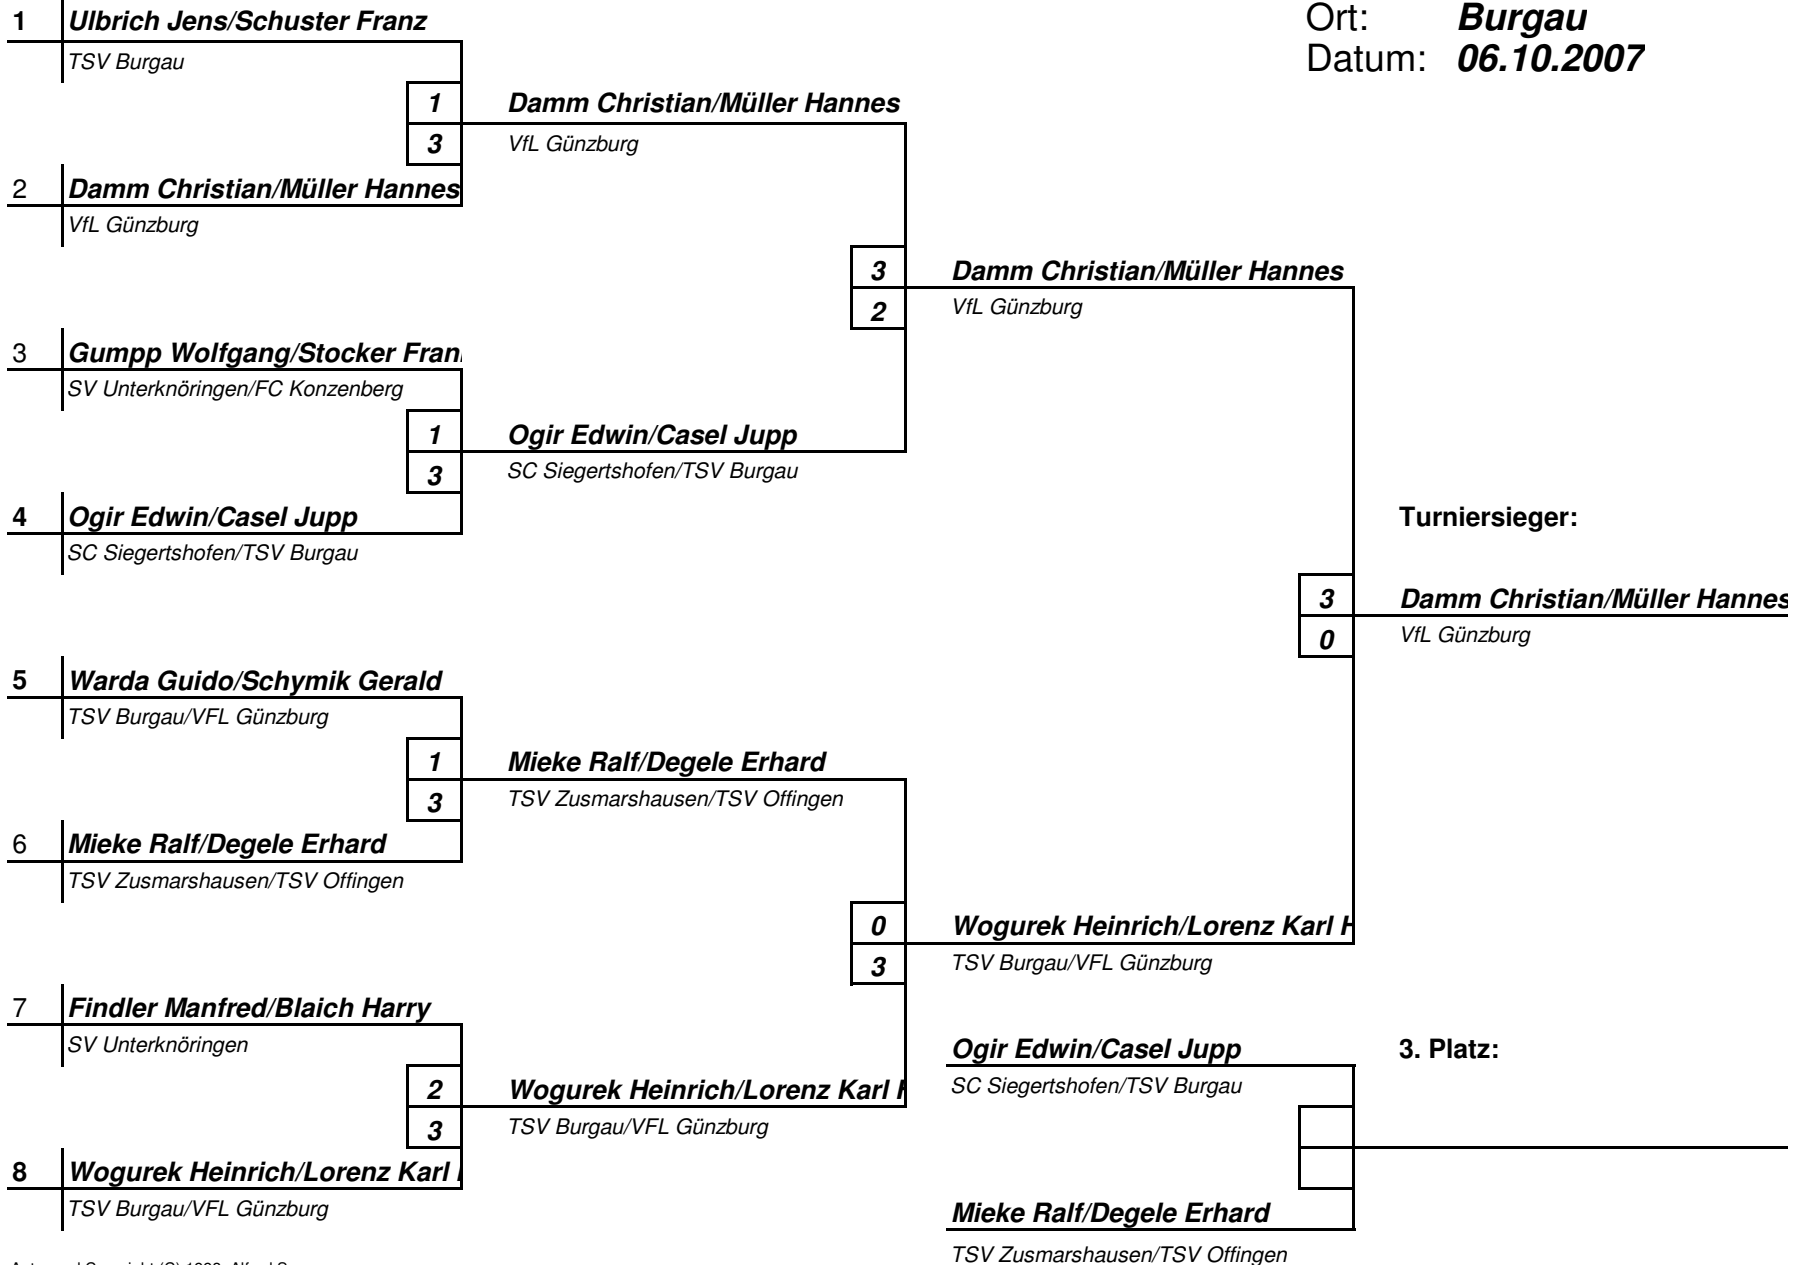 1 Ulbrich Jens/Schuster Franz
TSV Burgau
Ort: Burgau
Datum: 06.10.2007
1 Damm Christian/Müller Hannes
3 VfL Günzburg
2 Damm Christian/Müller Hannes
VfL Günzburg
3 Damm Christian/Müller Hannes
2 VfL Günzburg
3 Gumpp Wolfgang/Stocker Fran
SV Unterknöringen/FC Konzenberg
1 Ogir Edwin/Casel Jupp
3 SC Siegertshofen/TSV Burgau
4 Ogir Edwin/Casel Jupp
SC Siegertshofen/TSV Burgau
Turniersieger:
3 Damm Christian/Müller Hannes
0 VfL Günzburg
5 Warda Guido/Schymik Gerald
TSV Burgau/VFL Günzburg
1 Mieke Ralf/Degele Erhard
3 TSV Zusmarshausen/TSV Offingen
6 Mieke Ralf/Degele Erhard
TSV Zusmarshausen/TSV Offingen
0 Wogurek Heinrich/Lorenz Karl H
3 TSV Burgau/VFL Günzburg
7 Findler Manfred/Blaich Harry
SV Unterknöringen
Ogir Edwin/Casel Jupp
SC Siegertshofen/TSV Burgau
3. Platz:
2 Wogurek Heinrich/Lorenz Karl H
3 TSV Burgau/VFL Günzburg
8 Wogurek Heinrich/Lorenz Karl
TSV Burgau/VFL Günzburg
Mieke Ralf/Degele Erhard
TSV Zusmarshausen/TSV Offingen